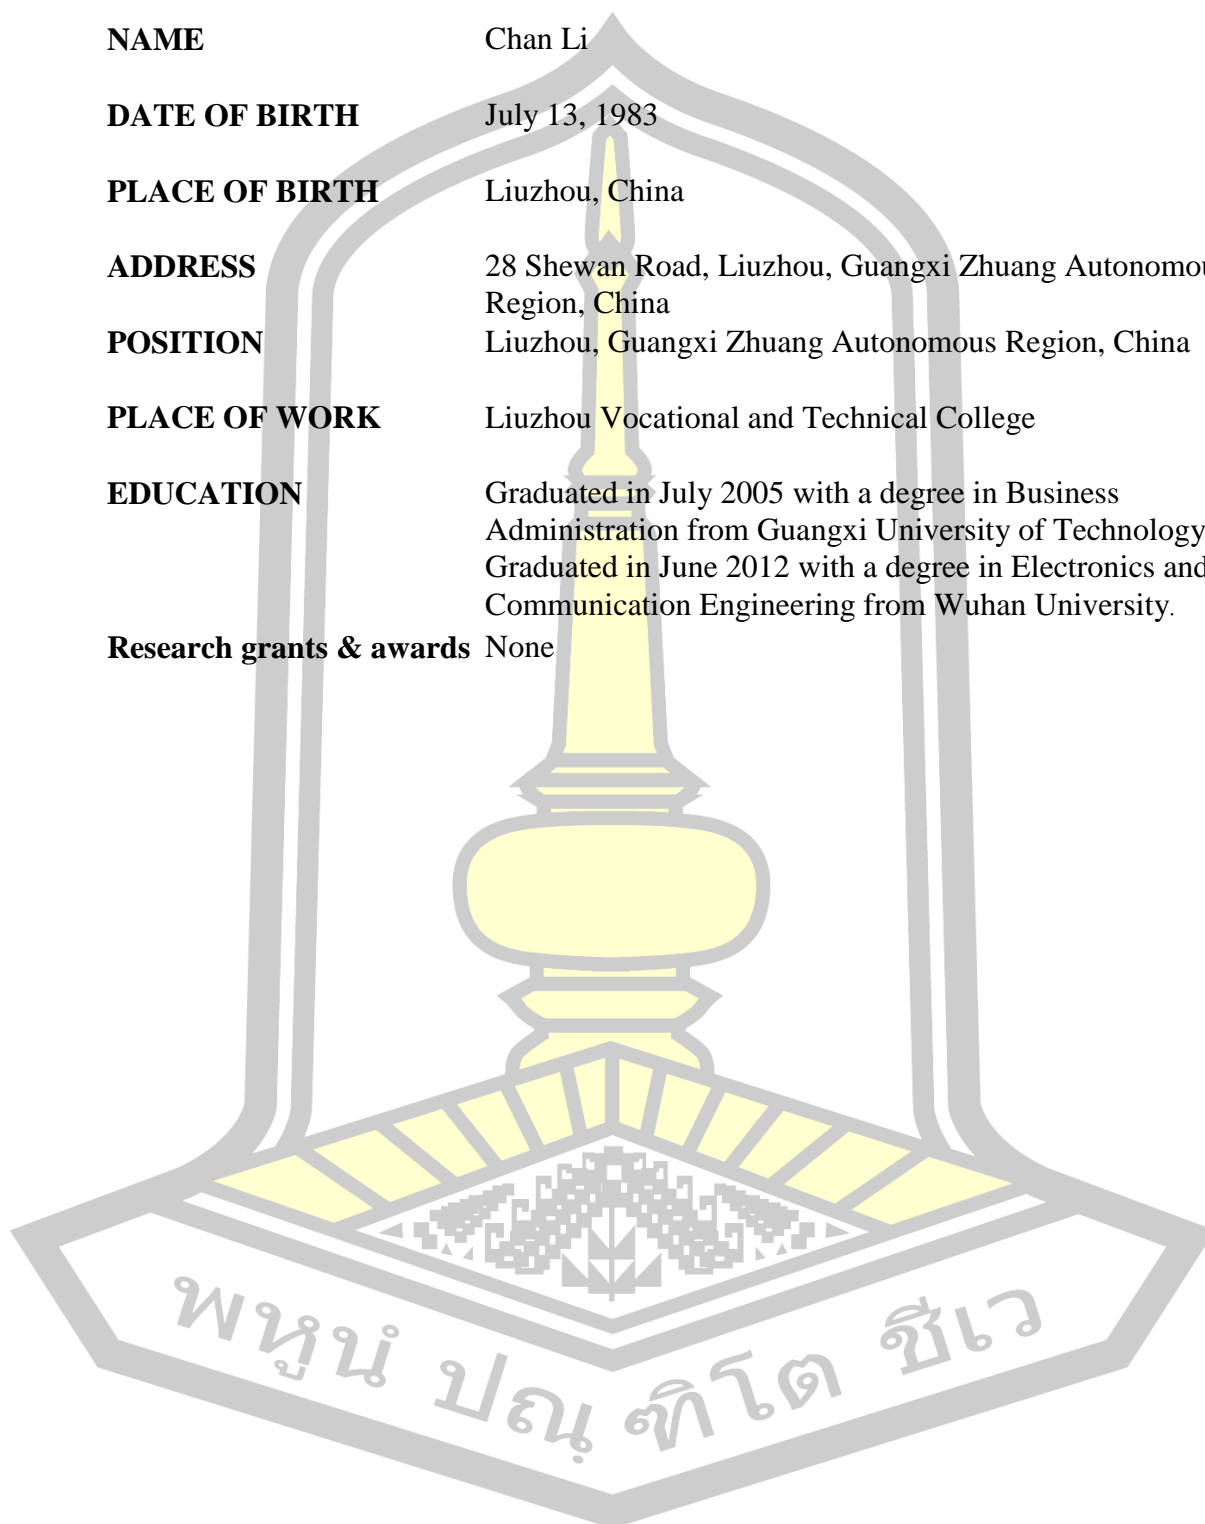 NAME Chan Li
DATE OF BIRTH July 13, 1983
PLACE OF BIRTH Liuzhou, China
ADDRESS 28 Shewan Road, Liuzhou, Guangxi Zhuang Autonomou
Region, China
POSITION Liuzhou, Guangxi Zhuang Autonomous Region, China
PLACE OF WORK Liuzhou Vocational and Technical College
EDUCATION Graduated in July 2005 with a degree in Business
Administration from Guangxi University of Technology
Graduated in June 2012 with a degree in Electronics and
Communication Engineering from Wuhan University.
Research grants & awards None
พหูนํ ปณฺฑิโต ชีเว